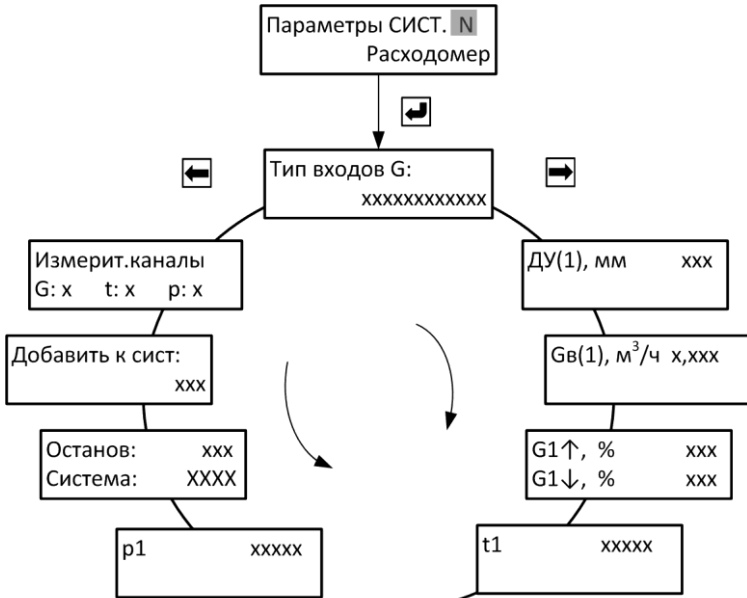 Параметры СИСТ. N
Расходомер
Тип входов G:
xxxxxxxxxxxx
Измерит.каналы
G: x t: x p: x
Добавить к сист:
xxx
Останов: xxx
Система: XXXX
p1 xxxxx
ДУ(1), мм xxx
Gв(1), м³/ч x,xxx
G1↑, % xxx
G1↓, % xxx
t1 xxxxx